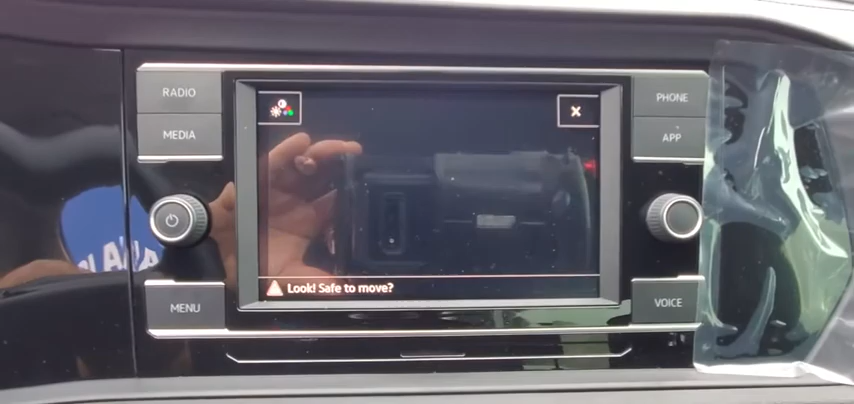 RADIO
PHONE
MEDIA
APP
Look! Safe to move?
MENU
VOICE